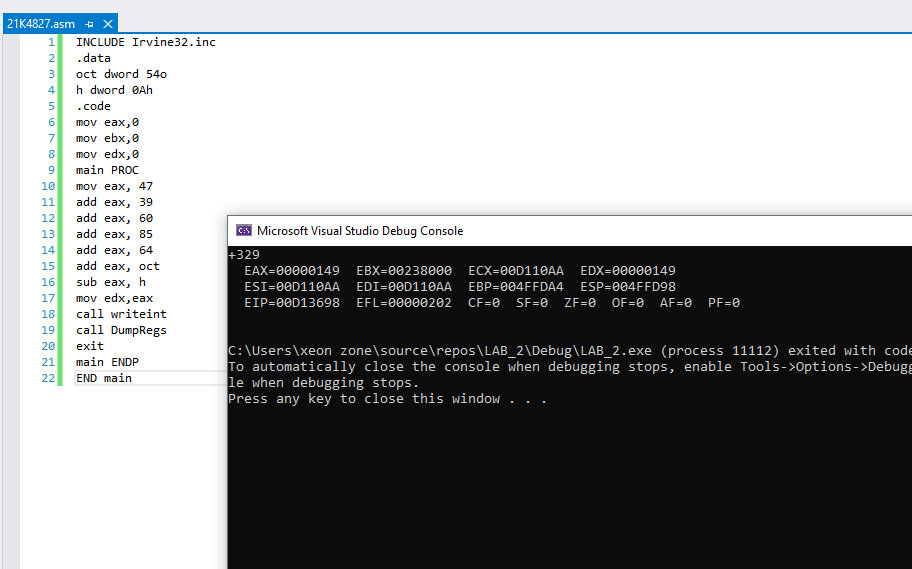 21K4827.asm
1 INCLUDE Irvine32.inc
2 .data
3 oct dword 54o
4 h dword 0Ah
5 .code
6 mov eax,0
7 mov ebx,0
8 mov edx,0
9 main PROC
10 mov eax, 47
11 add eax, 39
12 add eax, 60
13 add eax, 85
14 add eax, 64
15 add eax, oct
16 sub eax, h
17 mov edx,eax
18 call writeint
19 call DumpRegs
20 exit
21 main ENDP
22 END main
Microsoft Visual Studio Debug Console
+329
EAX=00000149 EBX=00238000 ECX=00D110AA EDX=00000149
ESI=00D110AA EDI=00D110AA EBP=004FFDA4 ESP=004FFD98
EIP=00D13698 EFL=00000202 CF=0 SF=0 ZF=0 OF=0 AF=0 PF=0
C:\Users\xeon zone\source\repos\LAB_2\Debug\LAB_2.exe (process 11112) exited with code
To automatically close the console when debugging stops, enable Tools->Options->Debugg
le when debugging stops.
Press any key to close this window . . .